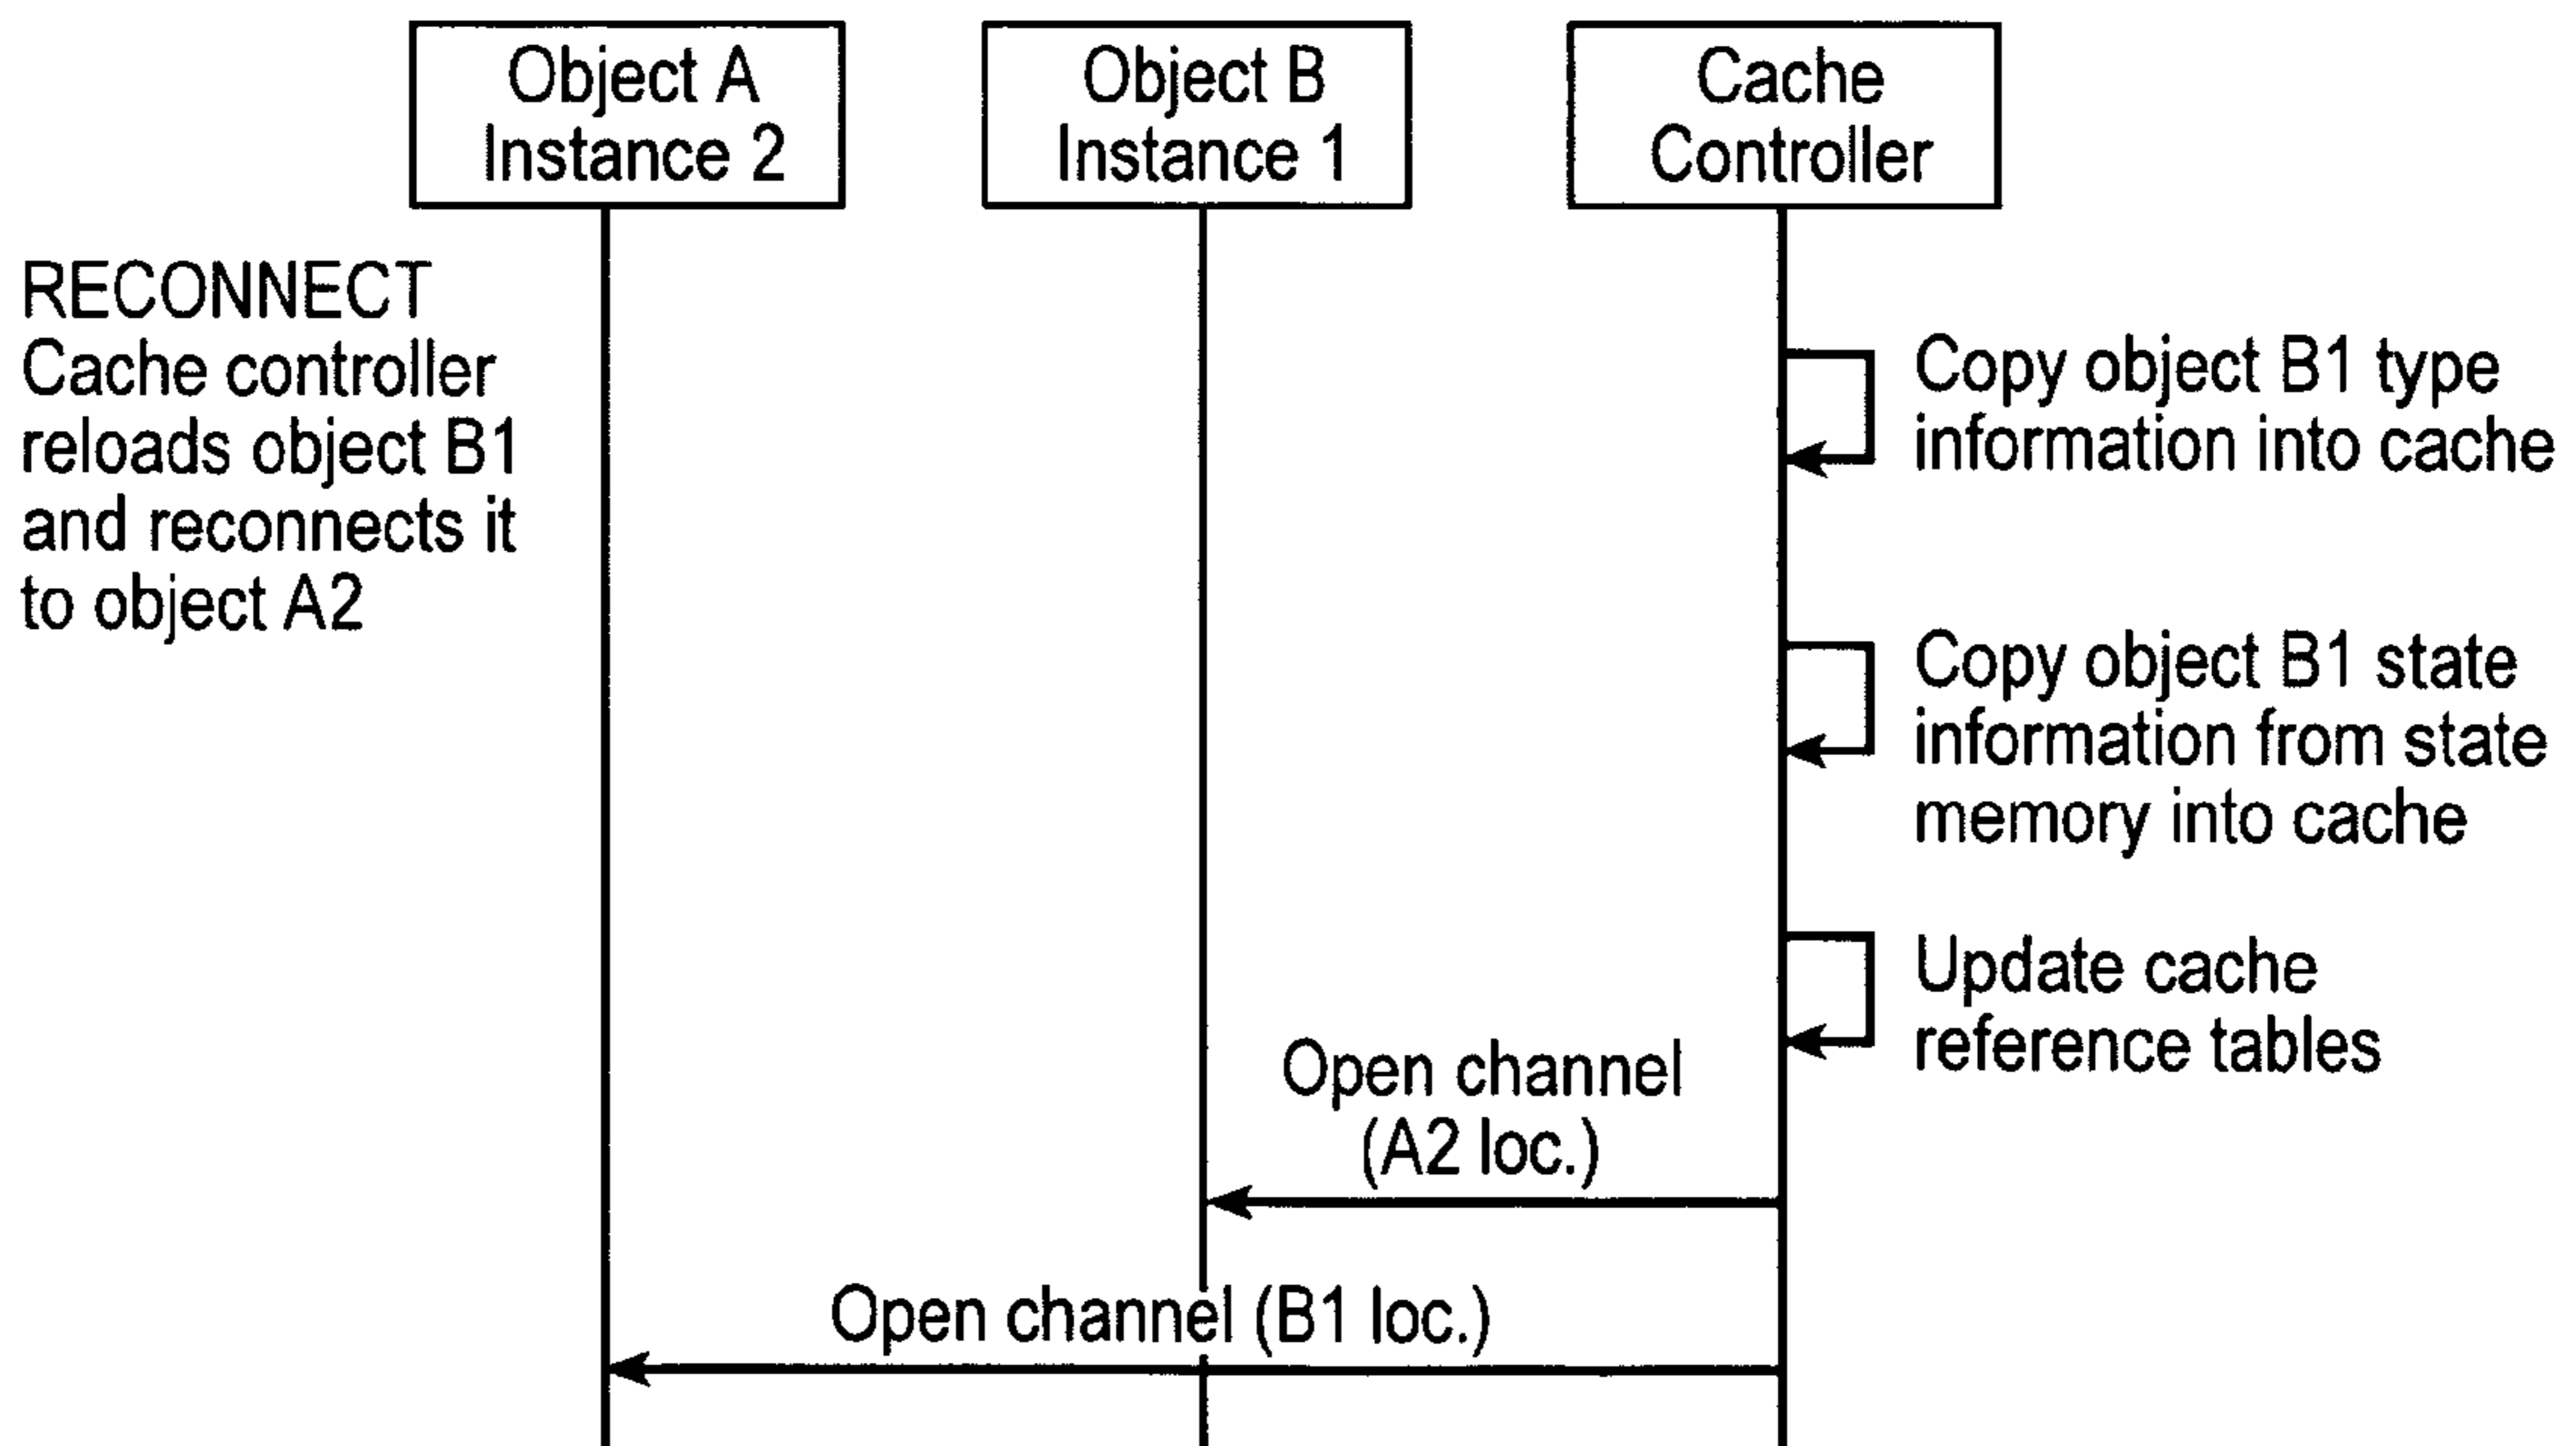 Object A
Instance 2
Object B
Instance 1
Cache
Controller
RECONNECT
Cache controller
reloads object B1
and reconnects it
to object A2
Copy object B1 type
information into cache
Copy object B1 state
information from state
memory into cache
Update cache
reference tables
Open channel
(A2 loc.)
Open channel (B1 loc.)